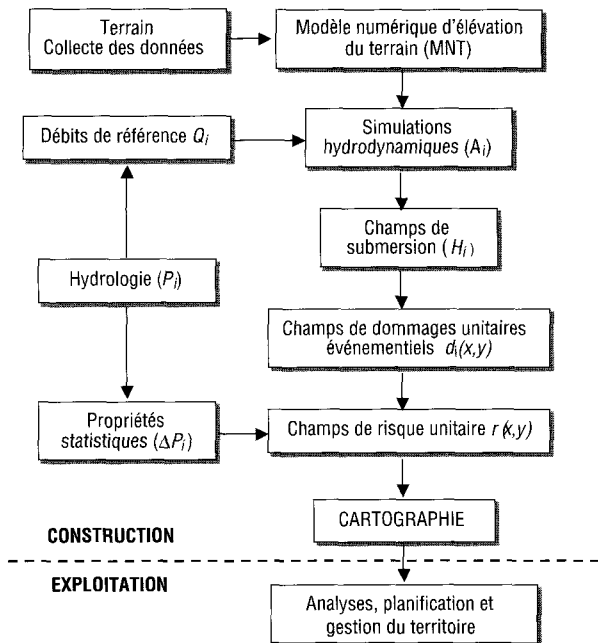 Terrain
Collecte des données
Modèle numérique d'élévation
du terrain (MNT)
Débits de référence Qi
Simulations
hydrodynamiques (Ai)
Champs de
submersion (Hi)
Hydrologie (Pi)
Champs de dommages unitaires
événementiels di(x,y)
Propriétés
statistiques (ΔPi)
Champs de risque unitaire r(x,y)
CARTOGRAPHIE
CONSTRUCTION
EXPLOITATION
Analyses, planification et
gestion du territoire